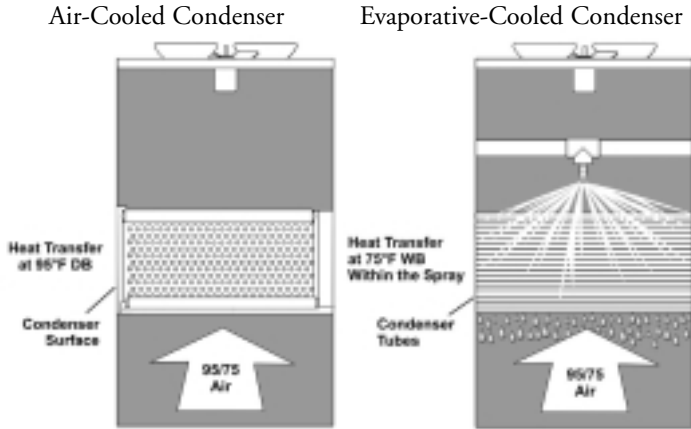 Air-Cooled Condenser
Evaporative-Cooled Condenser
Heat Transfer
at 95°F DB
Condenser
Surface
95/75
Air
Heat Transfer
at 75°F WB
Within the Spray
Condenser
Tubes
95/75
Air